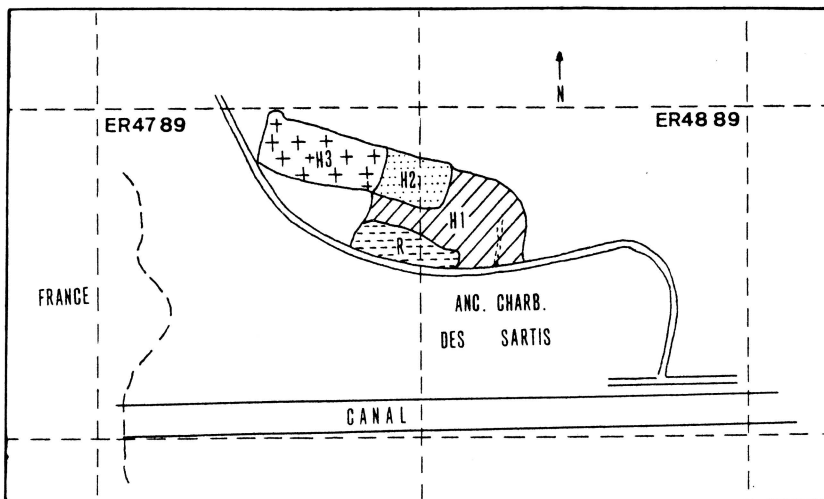 N
ER47 89
ER48 89
H3
H2
H1
R
FRANCE
ANC. CHARB.
DES SARTIS
CANAL